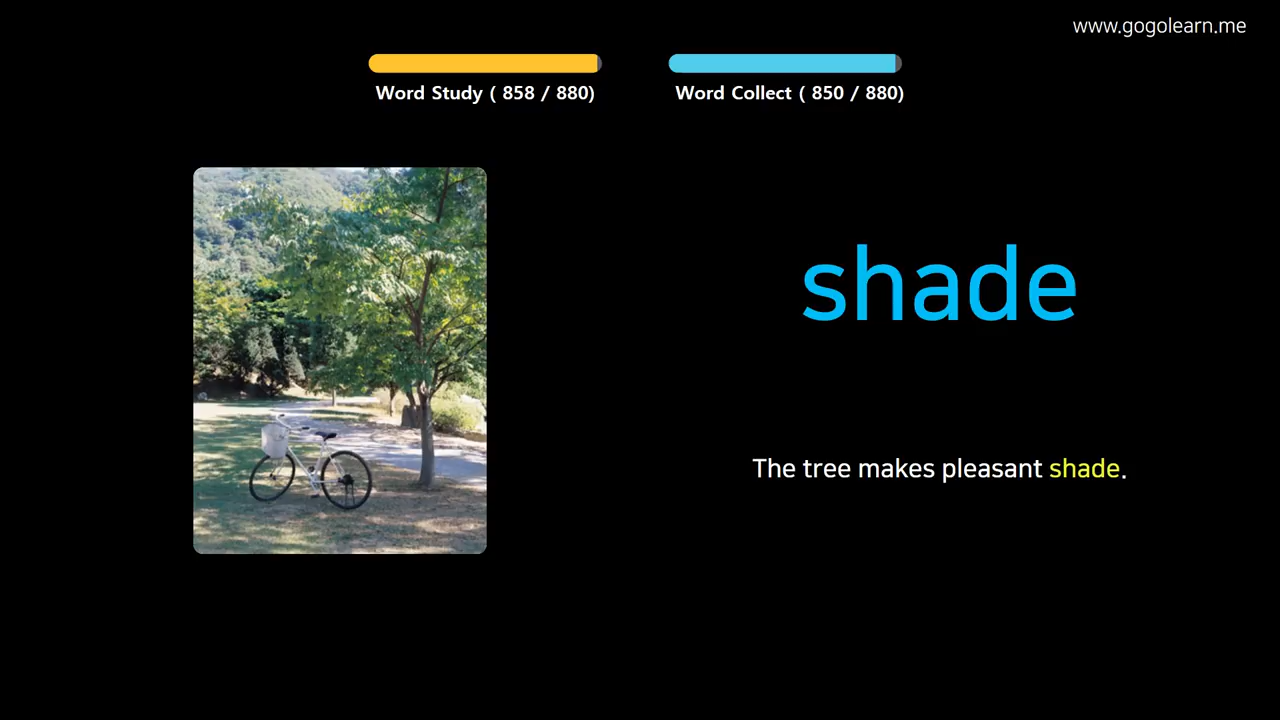 www.gogolearn.me
Word Study ( 858 / 880)
Word Collect ( 850 / 880)
shade
The tree makes pleasant shade.